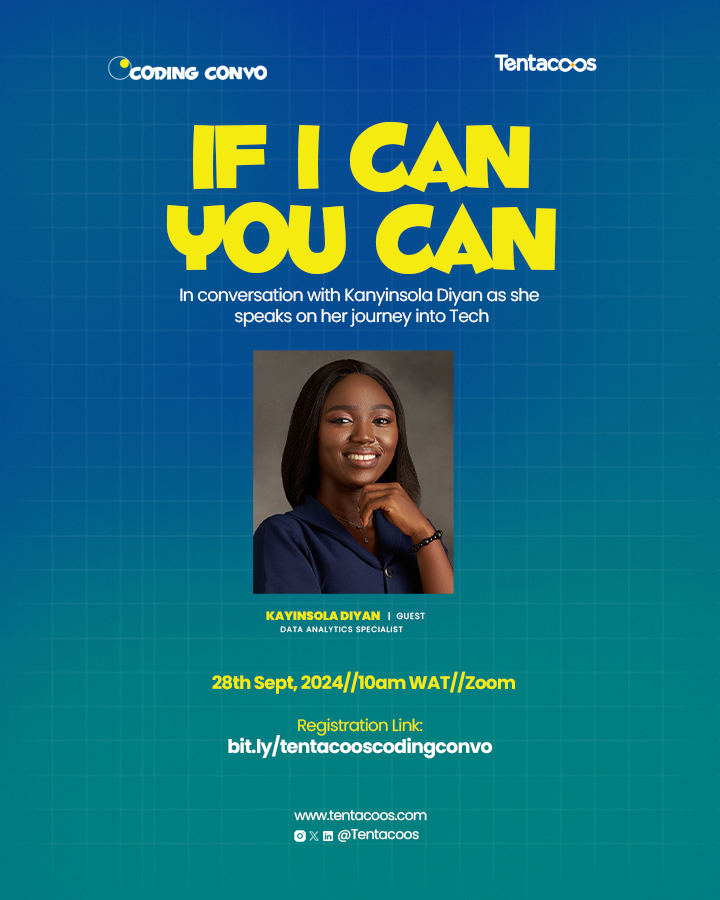 CODING CONVO
Tentacoos
IF I CAN
YOU CAN
In conversation with Kanyinsola Diyan as she
speaks on her journey into Tech
KAYINSOLA DIYAN | GUEST
DATA ANALYTICS SPECIALIST
28th Sept, 2024//10am WAT//Zoom
Registration Link:
bit.ly/tentacooscodingconvo
www.tentacoos.com
@Tentacoos